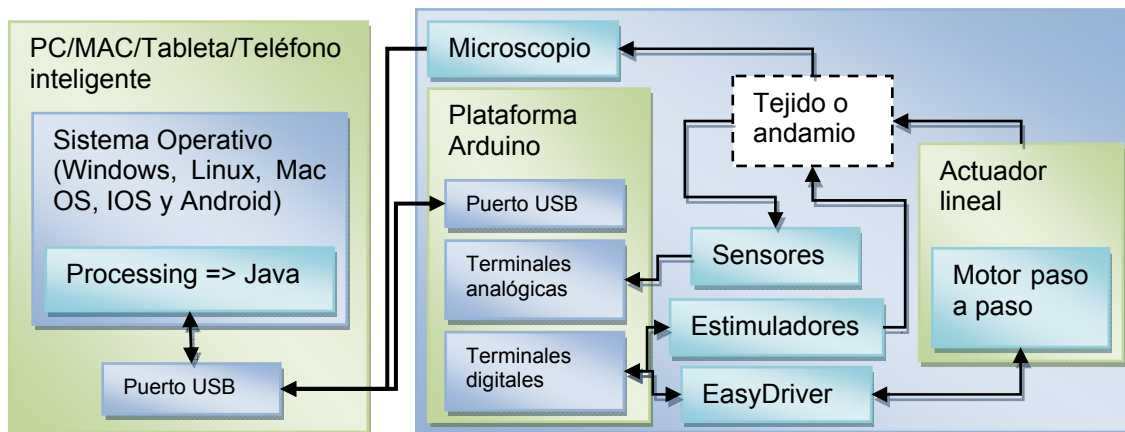 PC/MAC/Tableta/Teléfono
inteligente
Sistema Operativo
(Windows, Linux, Mac
OS, IOS y Android)
Processing => Java
Puerto USB
Microscopio
Plataforma
Arduino
Puerto USB
Terminales
analógicas
Terminales
digitales
Tejido o
andamio
Sensores
Estimuladores
EasyDriver
Actuador
lineal
Motor paso
a paso